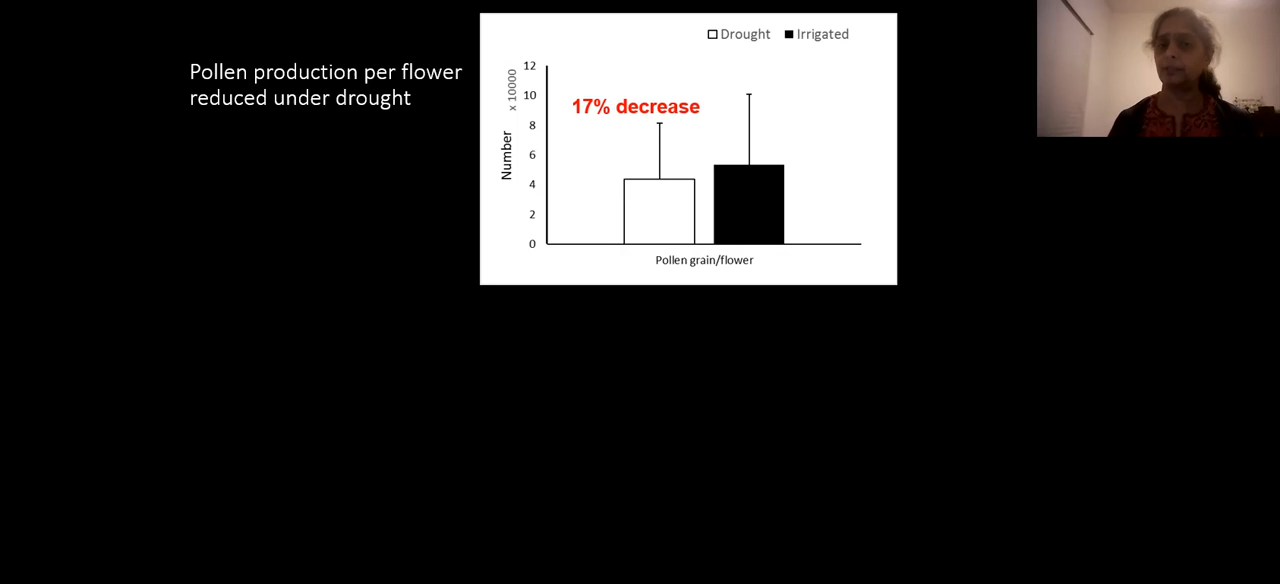 Pollen production per flower
reduced under drought
Drought Irrigated
12
10
8
6
4
2
0
x 10000
Number
17% decrease
Pollen grain/flower